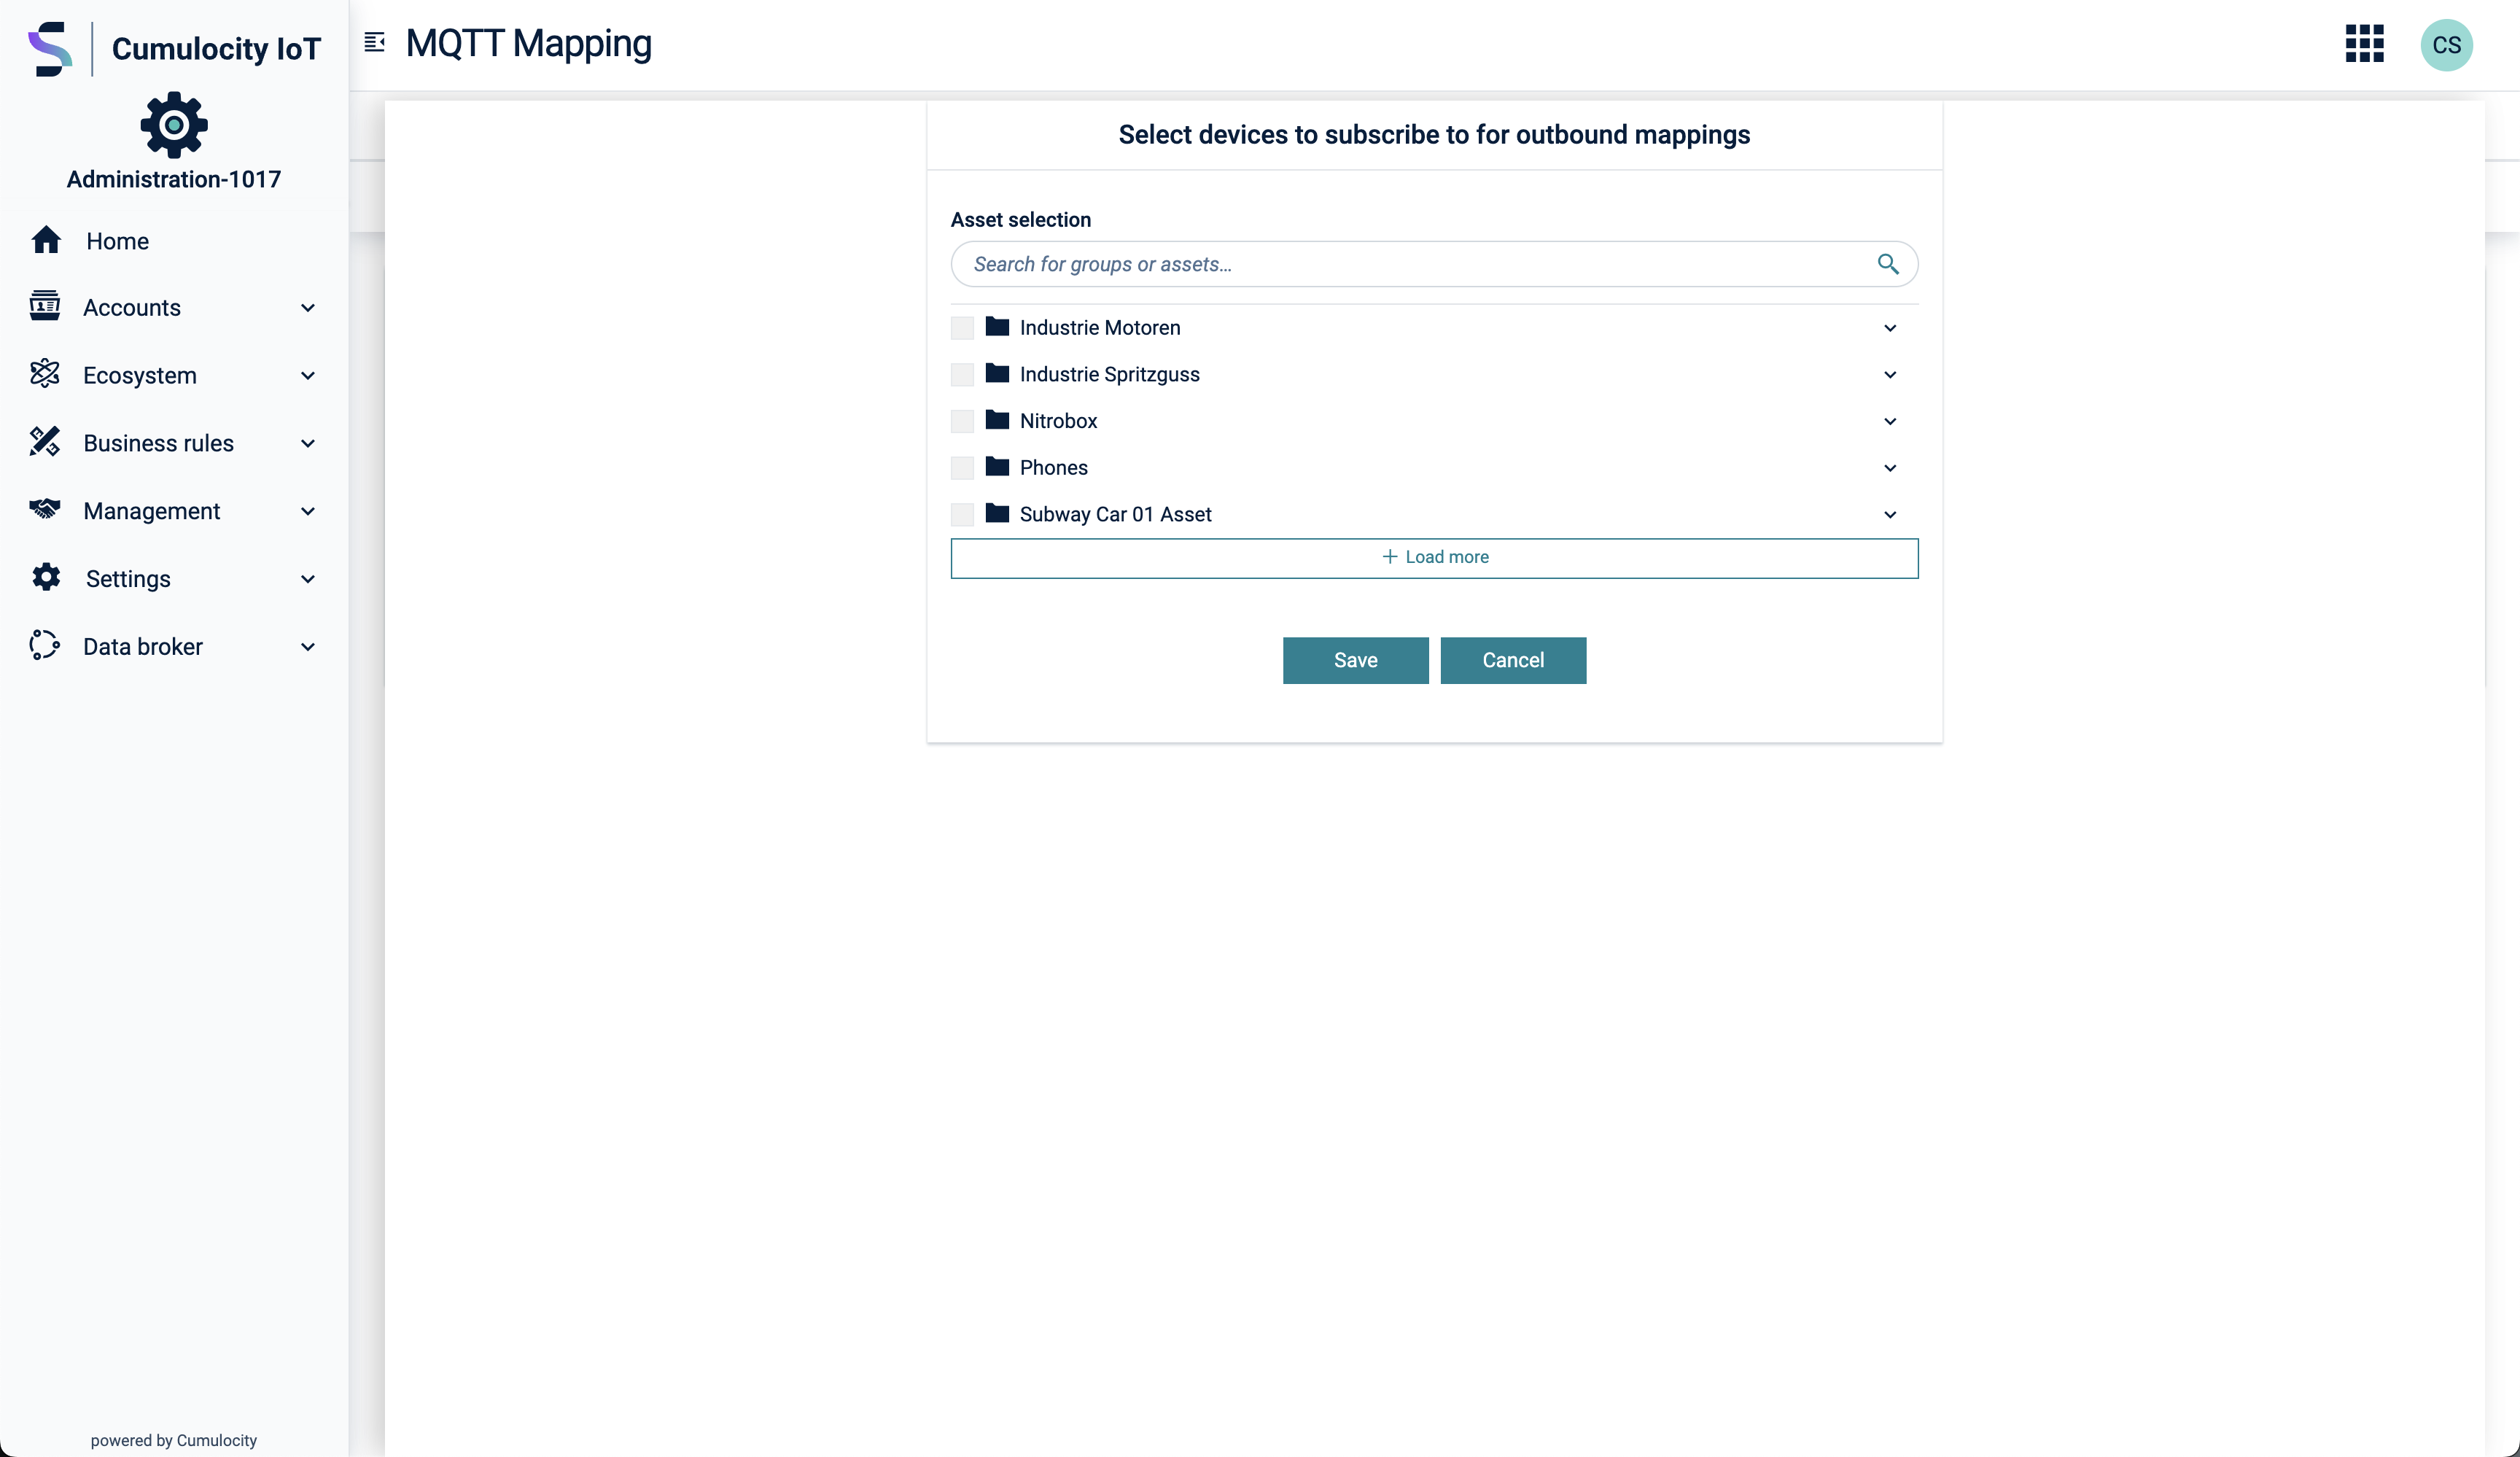 Cumulocity IoT
MQTT Mapping
CS
Administration-1017
Home
Accounts
Ecosystem
Business rules
Management
Settings
Data broker
powered by Cumulocity
Select devices to subscribe to for outbound mappings
Asset selection
Search for groups or assets...
Industrie Motoren
Industrie Spritzguss
Nitrobox
Phones
Subway Car 01 Asset
+ Load more
Save Cancel